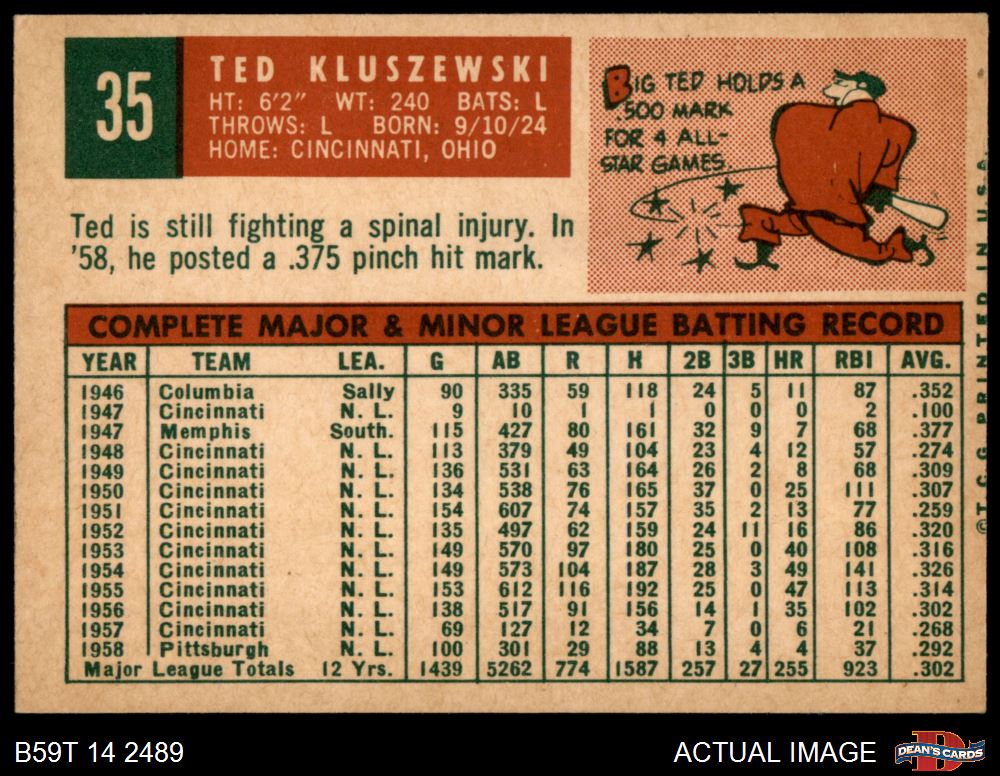 35
TED KLUSZEWSKI
HT: 6'2" WT: 240 BATS: L
THROWS: L BORN: 9/10/24
HOME: CINCINNATI, OHIO
BIG TED HOLDS A
.500 MARK
FOR 4 ALL-
STAR GAMES.
Ted is still fighting a spinal injury. In
'58, he posted a .375 pinch hit mark.
COMPLETE MAJOR & MINOR LEAGUE BATTING RECORD
YEAR TEAM LEA. G AB R H 2B 3B HR RBI AVG.
1946 Columbia Sally 90 335 59 118 24 5 11 87 .352
1947 Cincinnati N. L. 9 10 1 1 0 0 0 2 .100
1947 Memphis South. 115 427 80 161 32 9 7 68 .377
1948 Cincinnati N. L. 113 379 49 104 23 4 12 57 .274
1949 Cincinnati N. L. 136 531 63 164 26 2 8 68 .309
1950 Cincinnati N. L. 134 538 76 165 37 0 25 111 .307
1951 Cincinnati N. L. 154 607 74 157 35 2 13 77 .259
1952 Cincinnati N. L. 135 497 62 159 24 11 16 86 .320
1953 Cincinnati N. L. 149 570 97 180 25 0 40 108 .316
1954 Cincinnati N. L. 149 573 104 187 28 3 49 141 .326
1955 Cincinnati N. L. 153 612 116 192 25 0 47 113 .314
1956 Cincinnati N. L. 138 517 91 156 14 1 35 102 .302
1957 Cincinnati N. L. 69 127 12 34 7 0 6 21 .268
1958 Pittsburgh N. L. 100 301 29 88 13 4 4 37 .292
Major League Totals 12 Yrs. 1439 5262 774 1587 257 27 255 923 .302
© T. C. G. PRINTED IN U.S.A.
B59T 14 2489
ACTUAL IMAGE
D
DEAN'S CARDS